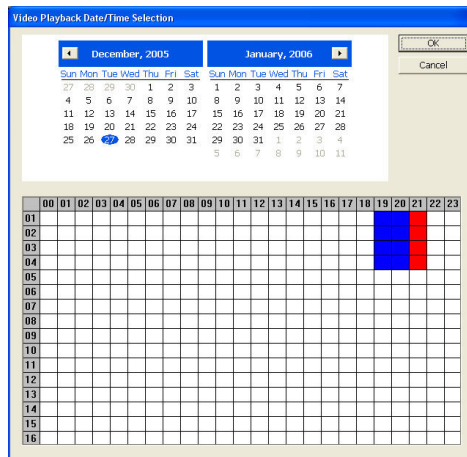 Video Playback Date/Time Selection
OK
Cancel
December, 2005 January, 2006
Sun Mon Tue Wed Thu Fri Sat Sun Mon Tue Wed Thu Fri Sat
27 28 29 30 1 2 3 1 2 3 4 5 6 7
4 5 6 7 8 9 10 8 9 10 11 12 13 14
11 12 13 14 15 16 17 15 16 17 18 19 20 21
18 19 20 21 22 23 24 22 23 24 25 26 27 28
25 26 27 28 29 30 31 29 30 31 1 2 3 4
5 6 7 8 9 10 11
00 01 02 03 04 05 06 07 08 09 10 11 12 13 14 15 16 17 18 19 20 21 22 23
01
02
03
04
05
06
07
08
09
10
11
12
13
14
15
16